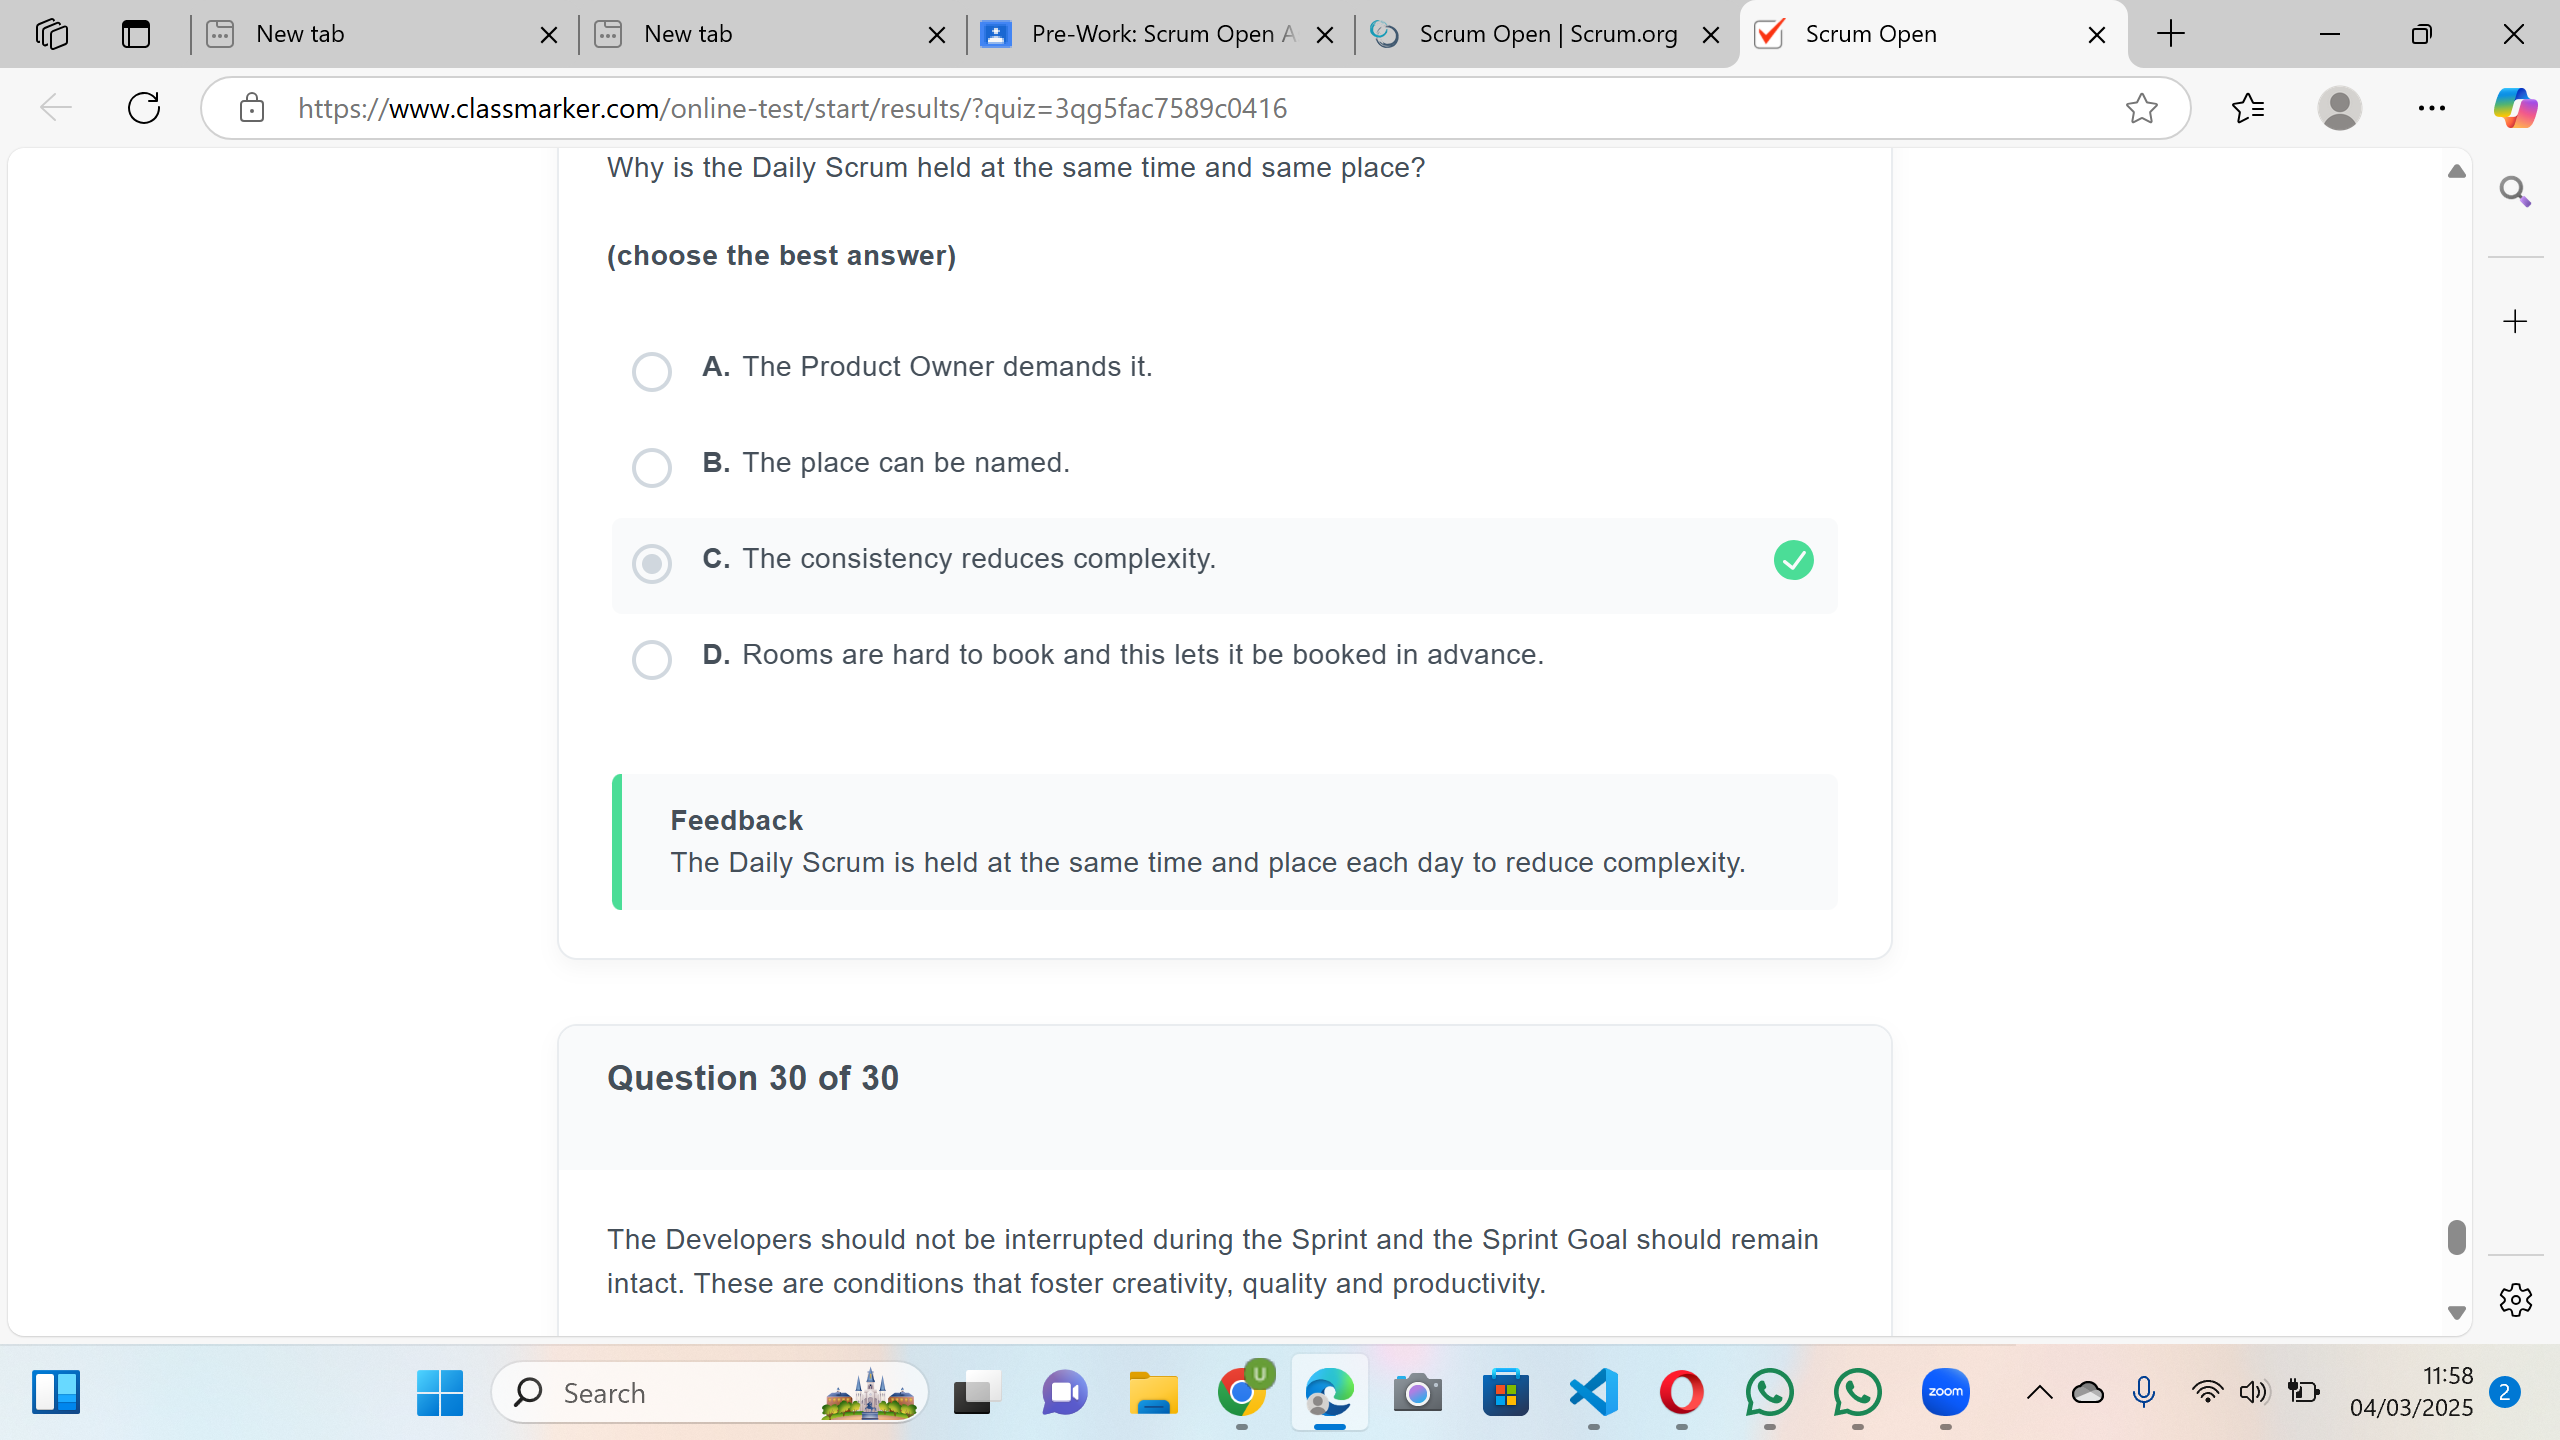 New tab
New tab
Pre-Work: Scrum Open A
Scrum Open | Scrum.org
Scrum Open
https://www.classmarker.com/online-test/start/results/?quiz=3qg5fac7589c0416
Why is the Daily Scrum held at the same time and same place?
(choose the best answer)
A. The Product Owner demands it.
B. The place can be named.
C. The consistency reduces complexity.
D. Rooms are hard to book and this lets it be booked in advance.
Feedback
The Daily Scrum is held at the same time and place each day to reduce complexity.
Question 30 of 30
The Developers should not be interrupted during the Sprint and the Sprint Goal should remain
intact. These are conditions that foster creativity, quality and productivity.
Search
U
zoom
11:58
04/03/2025
2